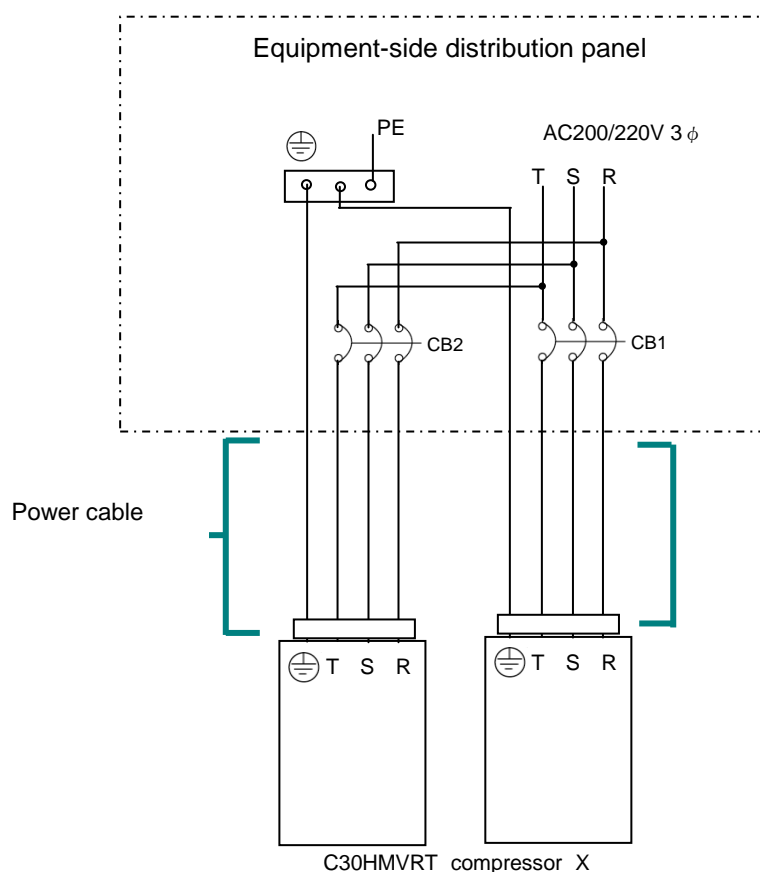 Equipment-side distribution panel
PE
AC200/220V 3 ϕ
T S R
CB2
CB1
Power cable
T S R
T S R
C30HMVRT compressor X